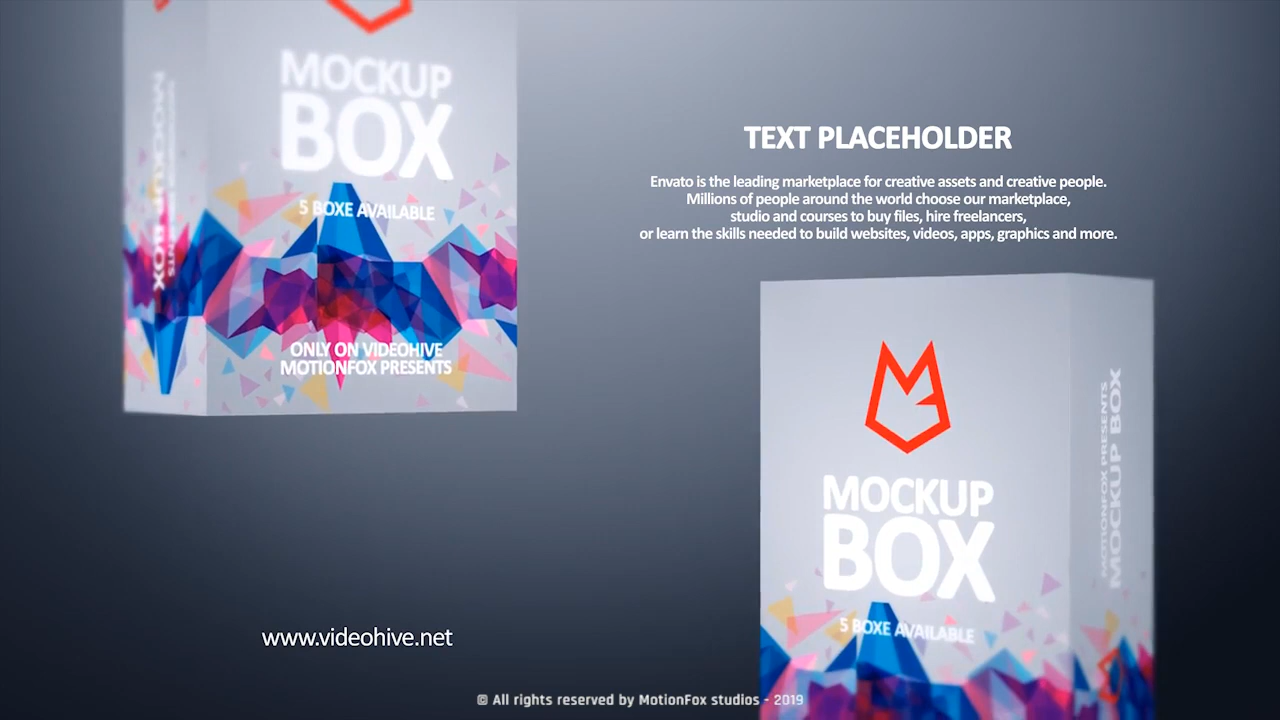 MOCKUP
BOX
5 BOXE AVAILABLE
ONLY ON VIDEOHIVE
MOTIONFOX PRESENTS
MOCKUP BOX
TEXT PLACEHOLDER
Envato is the leading marketplace for creative assets and creative people.
Millions of people around the world choose our marketplace,
studio and courses to buy files, hire freelancers,
or learn the skills needed to build websites, videos, apps, graphics and more.
MOCKUP
BOX
5 BOXE AVAILABLE
MOTIONFOX PRESENTS
MOCKUP BOX
www.videohive.net
© All rights reserved by MotionFox studios - 2019